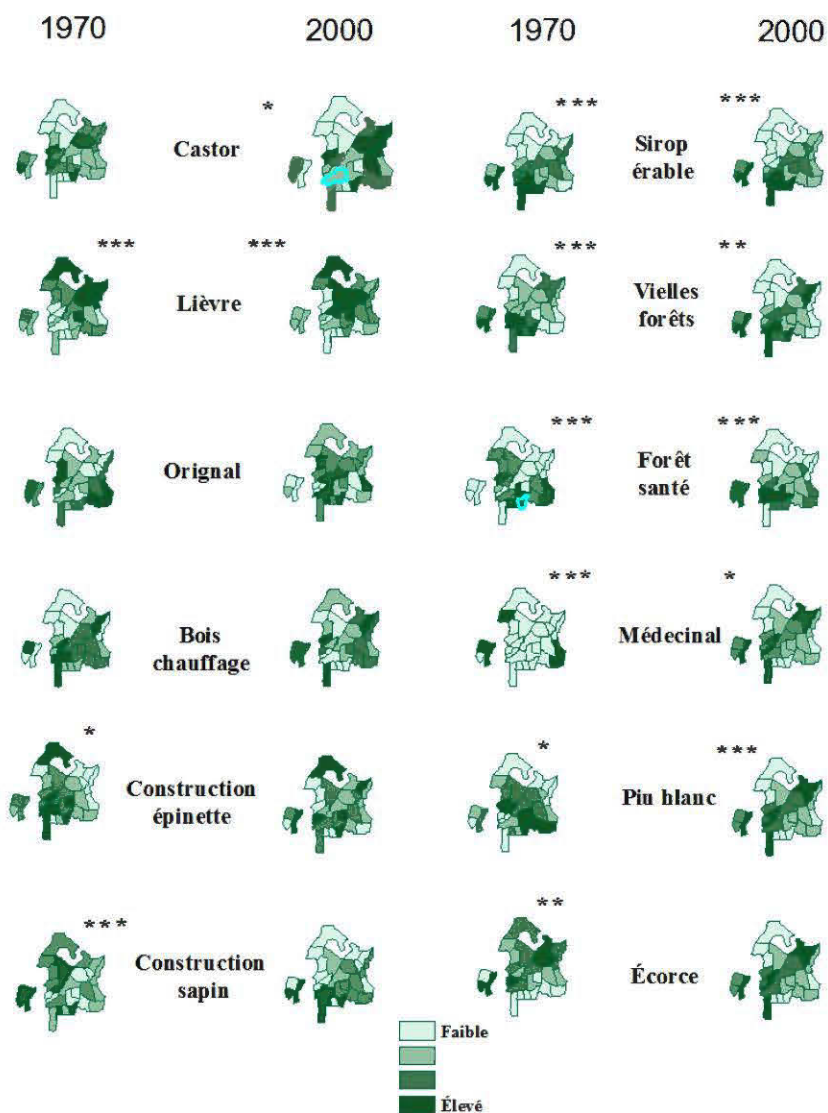 1970 2000 1970 2000
* *** ***
Castor Sirop
érable
*** *** *** **
Lièvre Vielles
forêts
*** ***
Orignal Forêt
santé
*** *
Bois
chauffage Médecinal
* * ***
Construction
épinette Piu blanc
*** **
Construction
sapin Écorce
Faible
Élevé